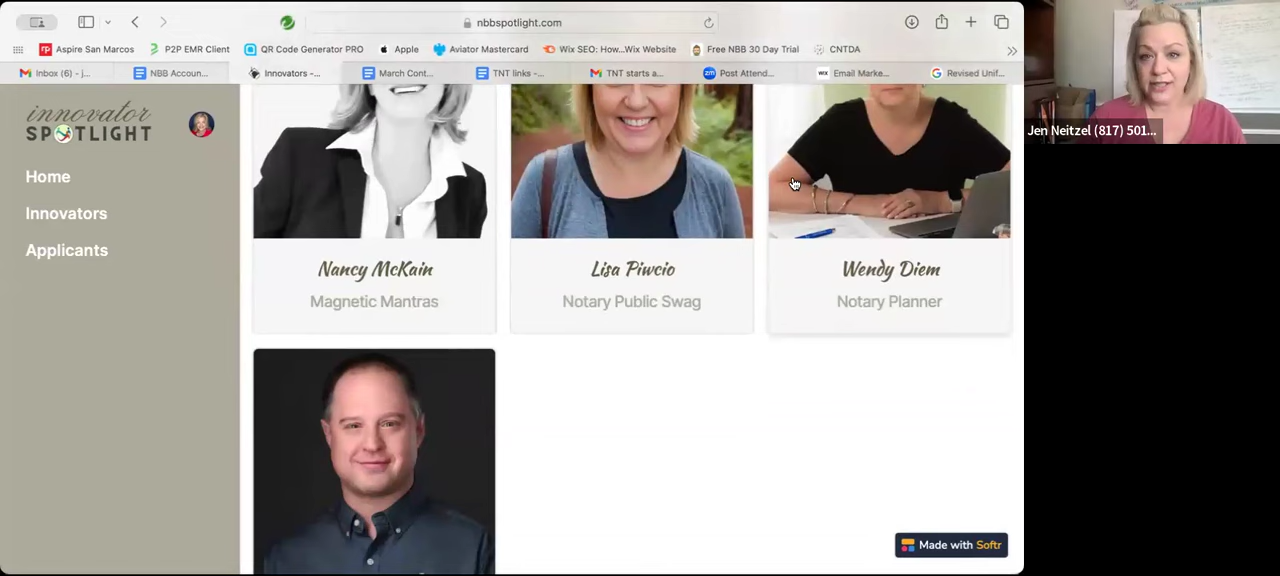 nbbspotlight.com
Aspire San Marcos
P2P EMR Client
QR Code Generator PRO
Apple
Aviator Mastercard
Wix SEO: How...Wix Website
Free NBB 30 Day Trial
CNTDA
Inbox (6) - j...
NBB Accoun...
Innovators -...
March Cont...
TNT links -...
TNT starts a...
zm
Post Attend...
WIX
Email Marke...
Revised Unif...
innovator
SPOTLIGHT
Home
Innovators
Applicants
Nancy McKain
Magnetic Mantras
Lisa Piwcio
Notary Public Swag
Wendy Diem
Notary Planner
Made with Softr
Jen Neitzel (817) 501...